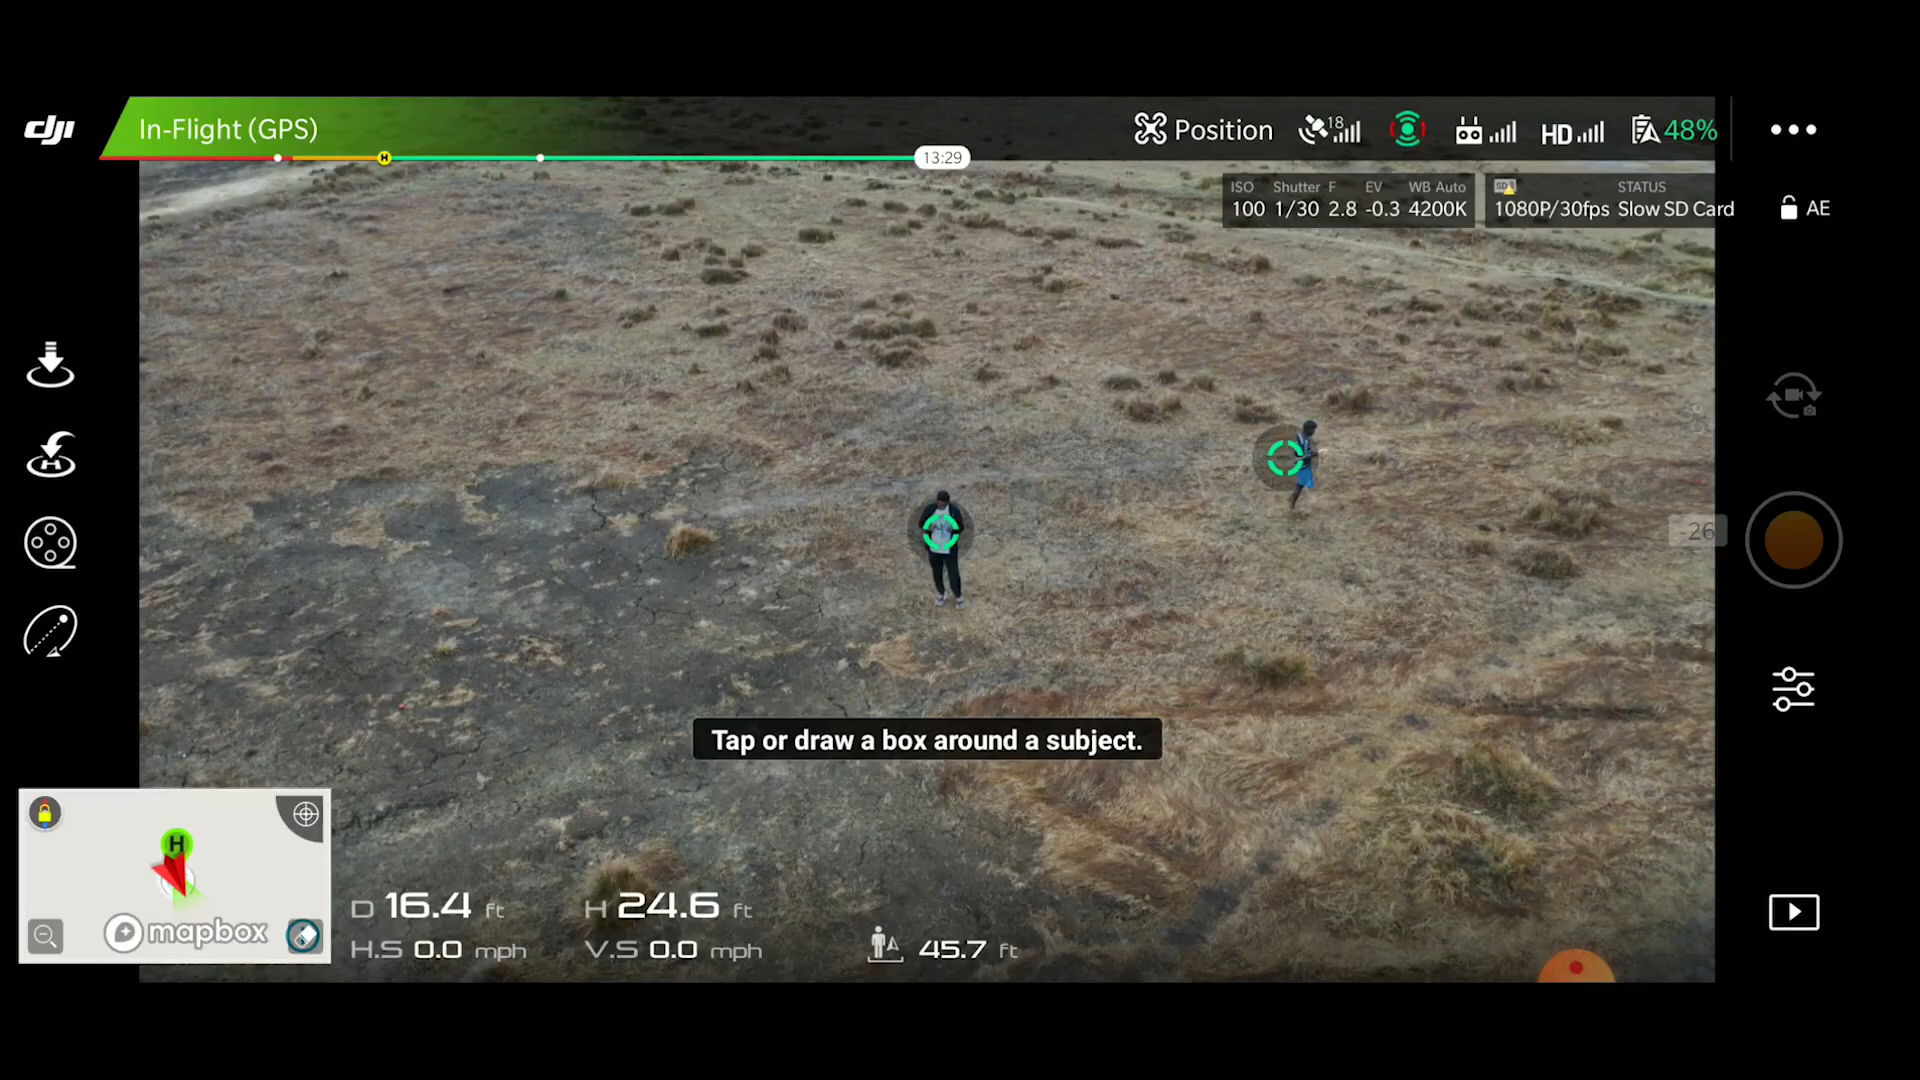 dji
In-Flight (GPS)
Position
18
HD
48%
H
13:29
ISO Shutter F EV WB Auto
100 1/30 2.8 -0.3 4200K
SD STATUS
1080P/30fps Slow SD Card
AE
H
-26
Tap or draw a box around a subject.
H
mapbox
D 16.4 ft H 24.6 ft
H.S 0.0 mph V.S 0.0 mph 45.7 ft